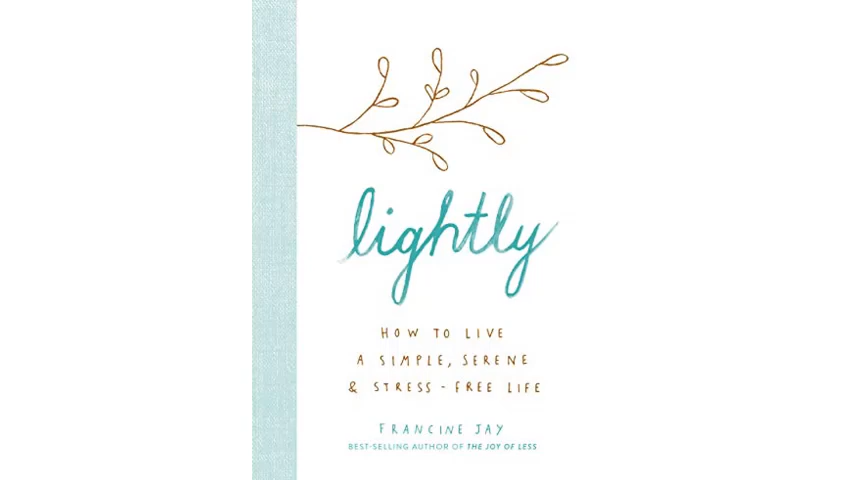 lightly
HOW TO LIVE
A SIMPLE, SERENE
& STRESS-FREE LIFE
FRANCINE JAY
BEST-SELLING AUTHOR OF THE JOY OF LESS